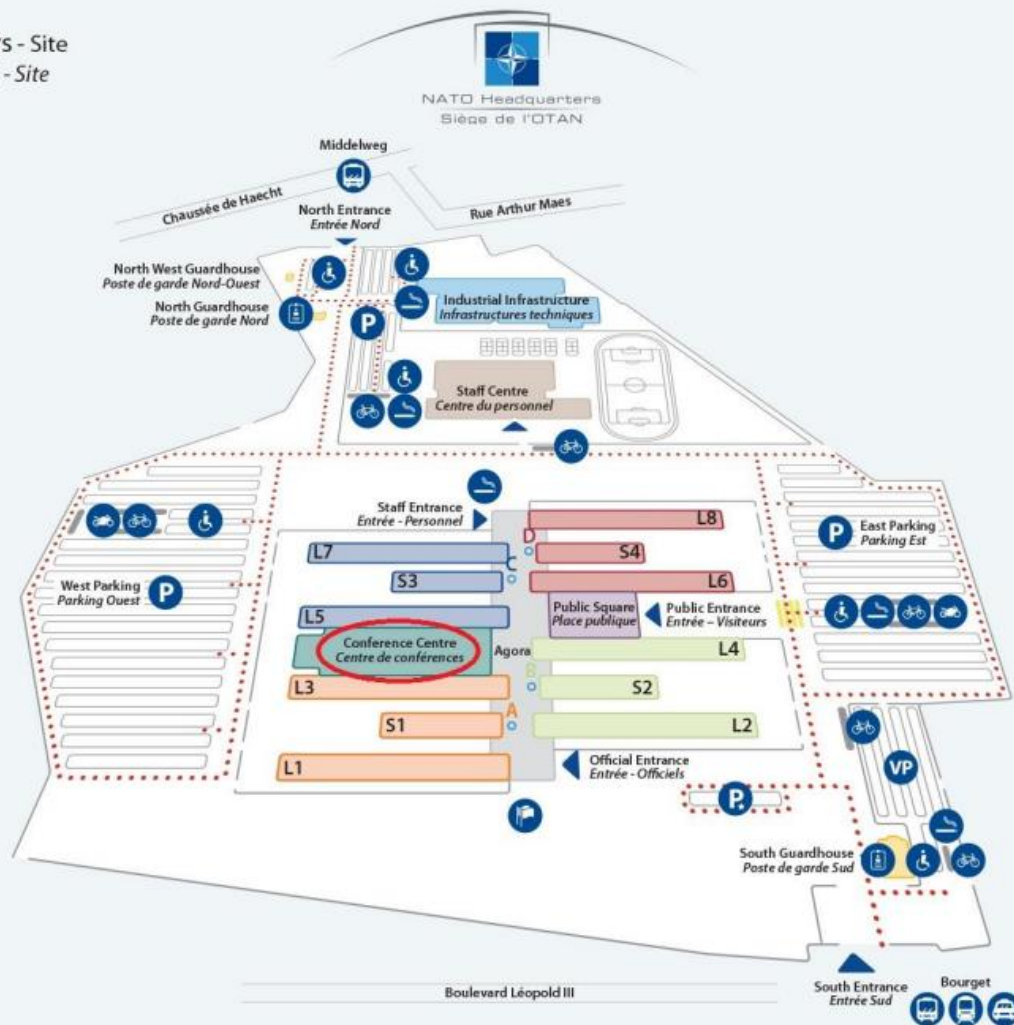 s - Site
- Site
NATO Headquarters
Siège de l'OTAN
Middelweg
Chaussée de Haecht
Rue Arthur Maes
North Entrance
Entrée Nord
North West Guardhouse
Poste de garde Nord-Ouest
North Guardhouse
Poste de garde Nord
Industrial Infrastructure
Infrastructures techniques
P
Staff Centre
Centre du personnel
Staff Entrance
Entrée - Personnel
L8
D
L7
S4
P
East Parking
Parking Est
C
S3
L6
West Parking
Parking Ouest
P
L5
Public Square
Place publique
Public Entrance
Entrée – Visiteurs
Conference Centre
Centre de conférences
Agora
L4
B
L3
S2
A
S1
L2
L1
Official Entrance
Entrée - Officiels
VP
P.
South Guardhouse
Poste de garde Sud
South Entrance
Entrée Sud
Bourget
Boulevard Léopold III